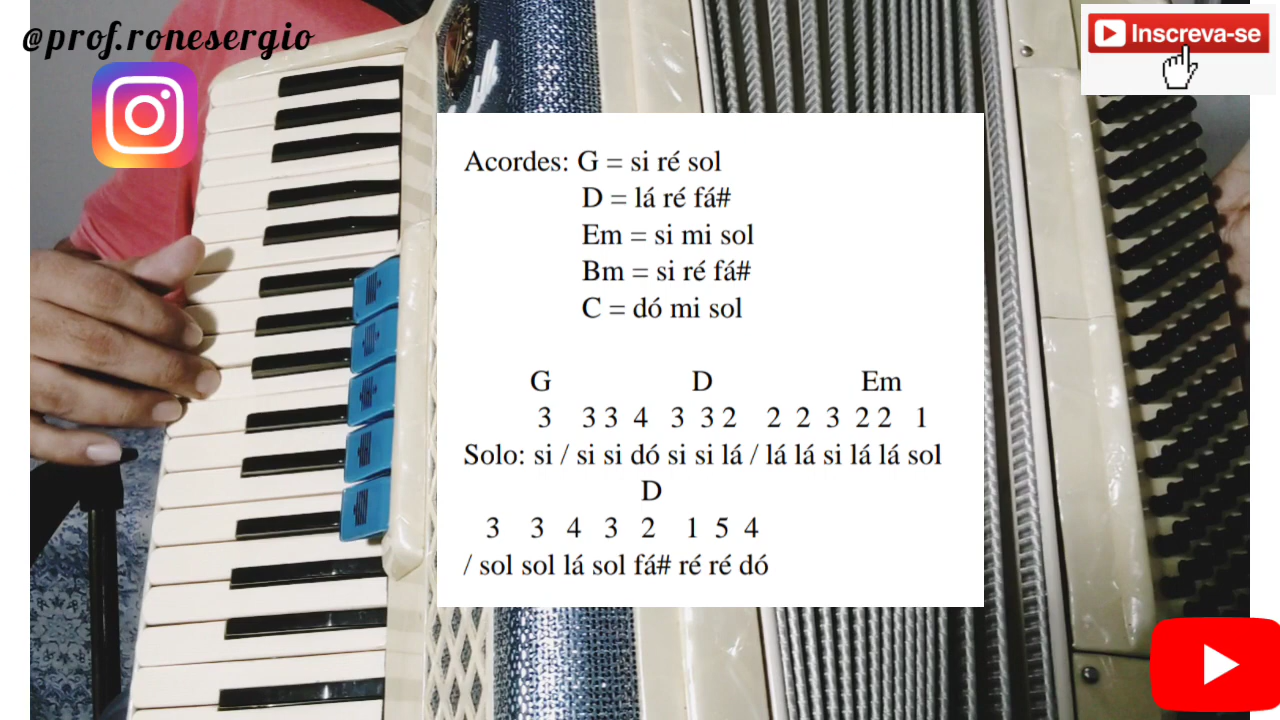 @prof.ronesergio
Inscreva-se
Acordes: G = si ré sol
D = lá ré fá#
Em = si mi sol
Bm = si ré fá#
C = dó mi sol
G D Em
3 3 3 4 3 3 2 2 2 3 2 2 1
Solo: si / si si dó si si lá / lá lá si lá lá sol
D
3 3 4 3 2 1 5 4
/ sol sol lá sol fá# ré ré dó